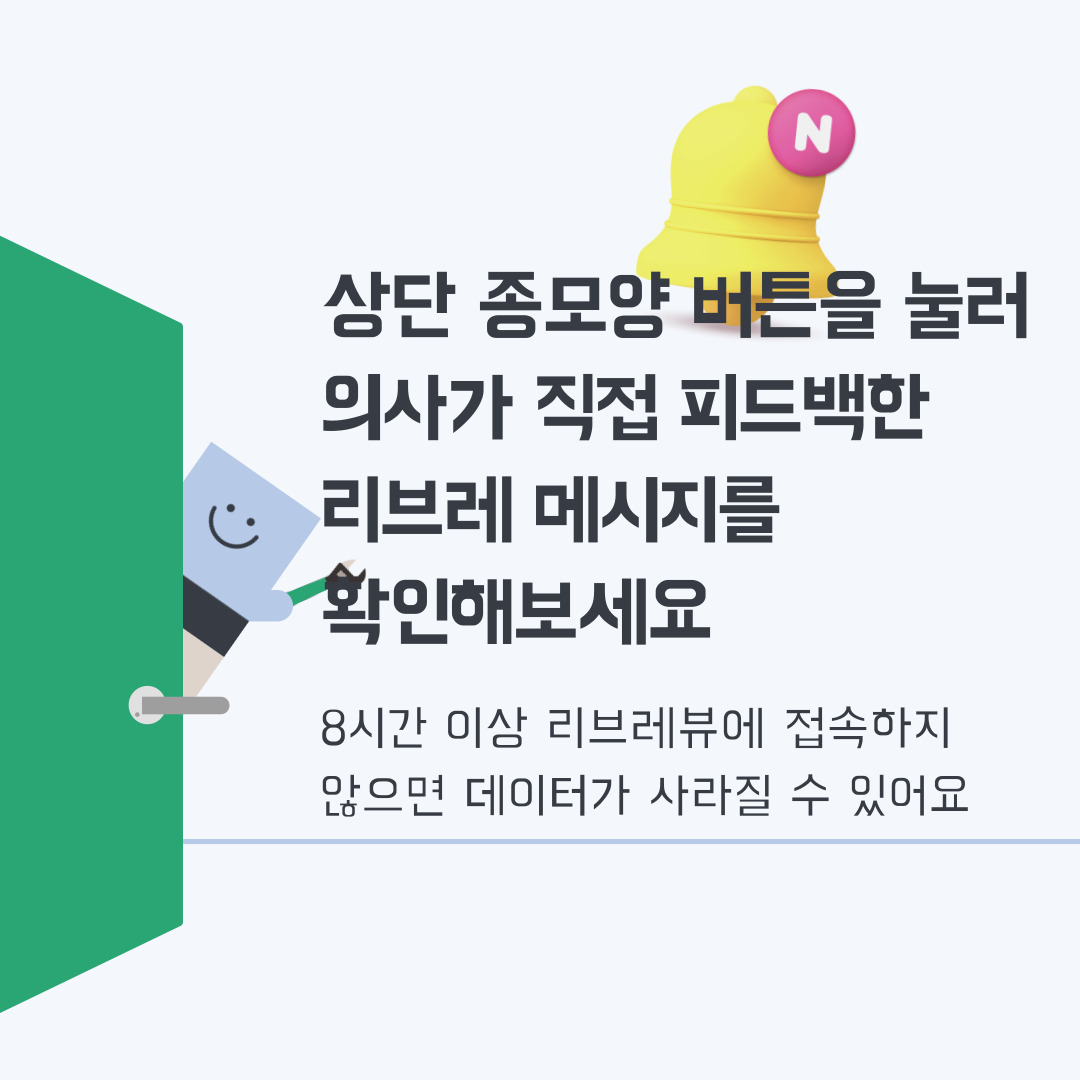 N
상단 종모양 버튼을 눌러
의사가 직접 피드백한
리브레 메시지를
확인해보세요
8시간 이상 리브레뷰에 접속하지
않으면 데이터가 사라질 수 있어요